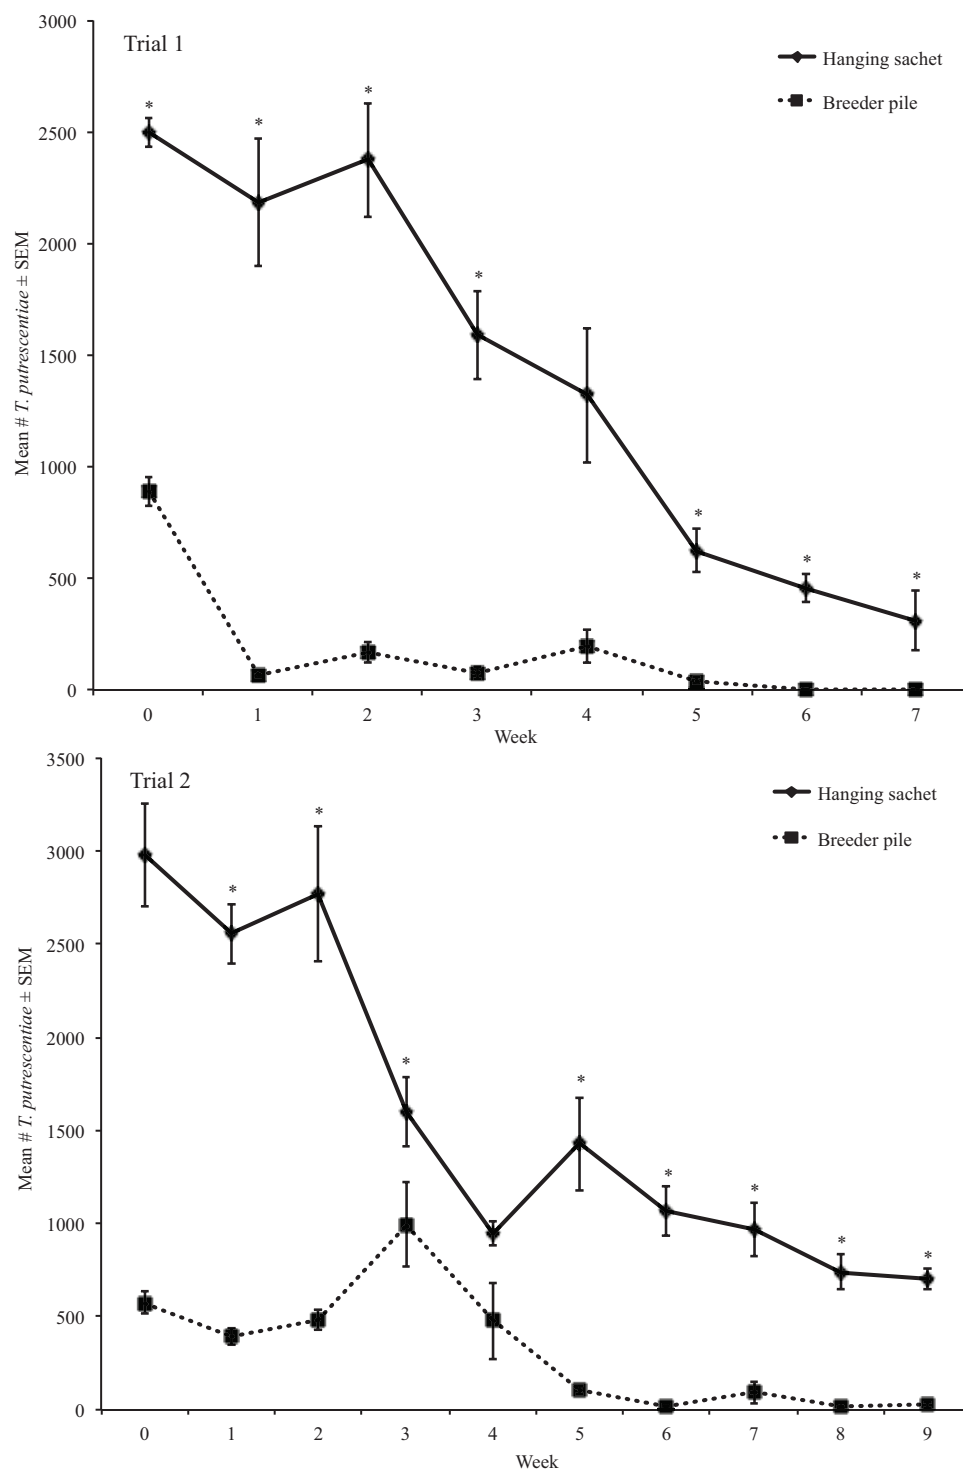 3000
Trial 1
Hanging sachet
Breeder pile
*
*
*
2500
2000
*
1500
1000
*
*
*
500
0
Mean # T. putrescentiae ± SEM
0 1 2 3 4 5 6 7
Week
3500
Trial 2
Hanging sachet
Breeder pile
*
3000
*
2500
2000
*
*
1500
*
*
1000
*
*
500
0
Mean # T. putrescentiae ± SEM
0 1 2 3 4 5 6 7 8 9
Week